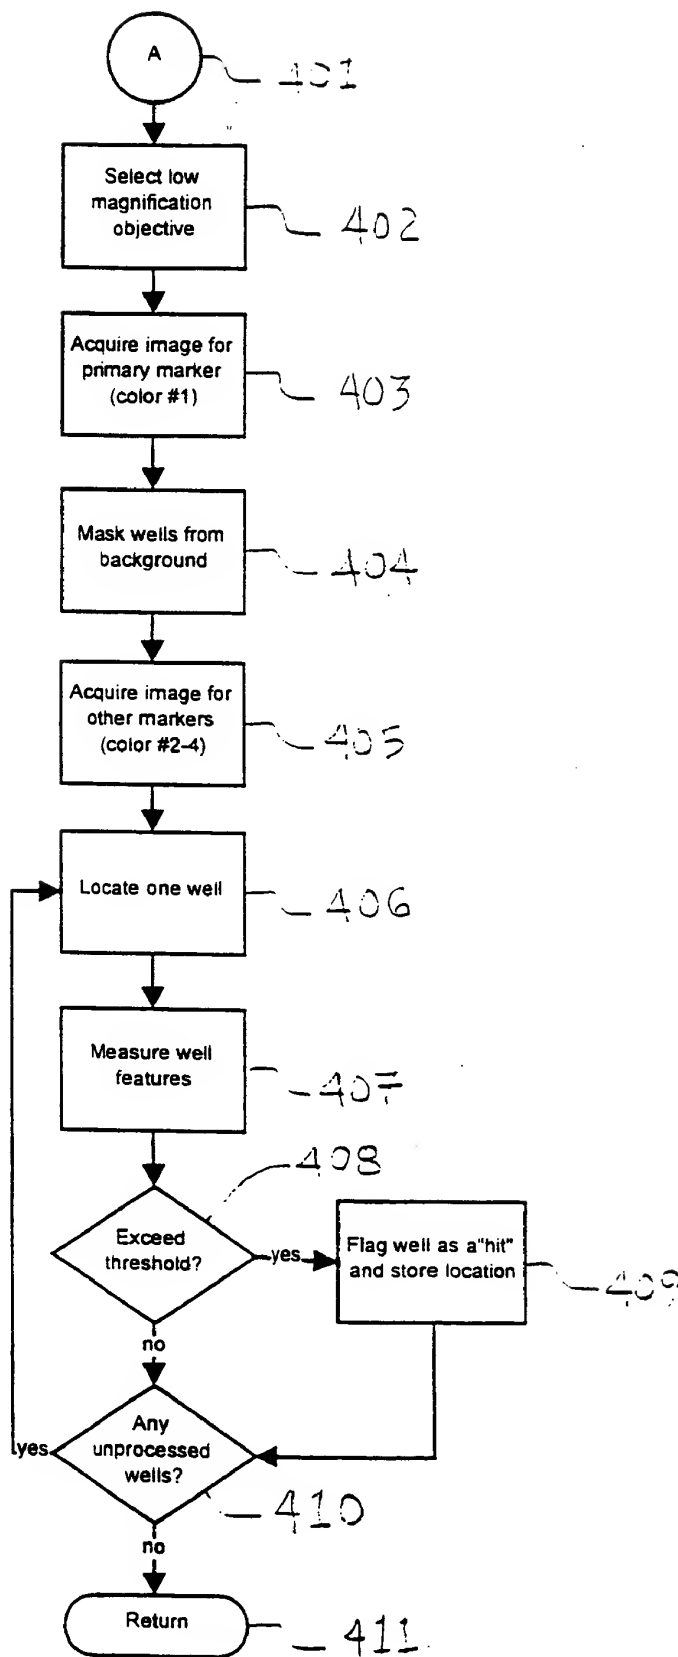 A
401
Select low
magnification
objective
402
Acquire image for
primary marker
(color #1)
403
Mask wells from
background
404
Acquire image for
other markers
(color #2-4)
405
Locate one well
406
Measure well
features
407
408
Exceed
threshold?
yes
Flag well as a"hit"
and store location
409
no
Any
unprocessed
wells?
yes
410
no
Return
411